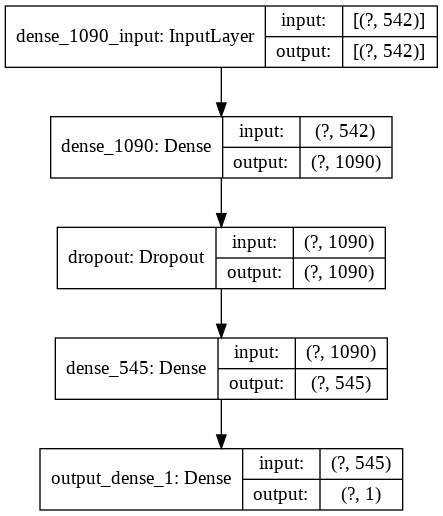 dense_1090_input: InputLayer
input: [(?, 542)]
output: [(?, 542)]
dense_1090: Dense
input: (?, 542)
output: (?, 1090)
dropout: Dropout
input: (?, 1090)
output: (?, 1090)
dense_545: Dense
input: (?, 1090)
output: (?, 545)
output_dense_1: Dense
input: (?, 545)
output: (?, 1)